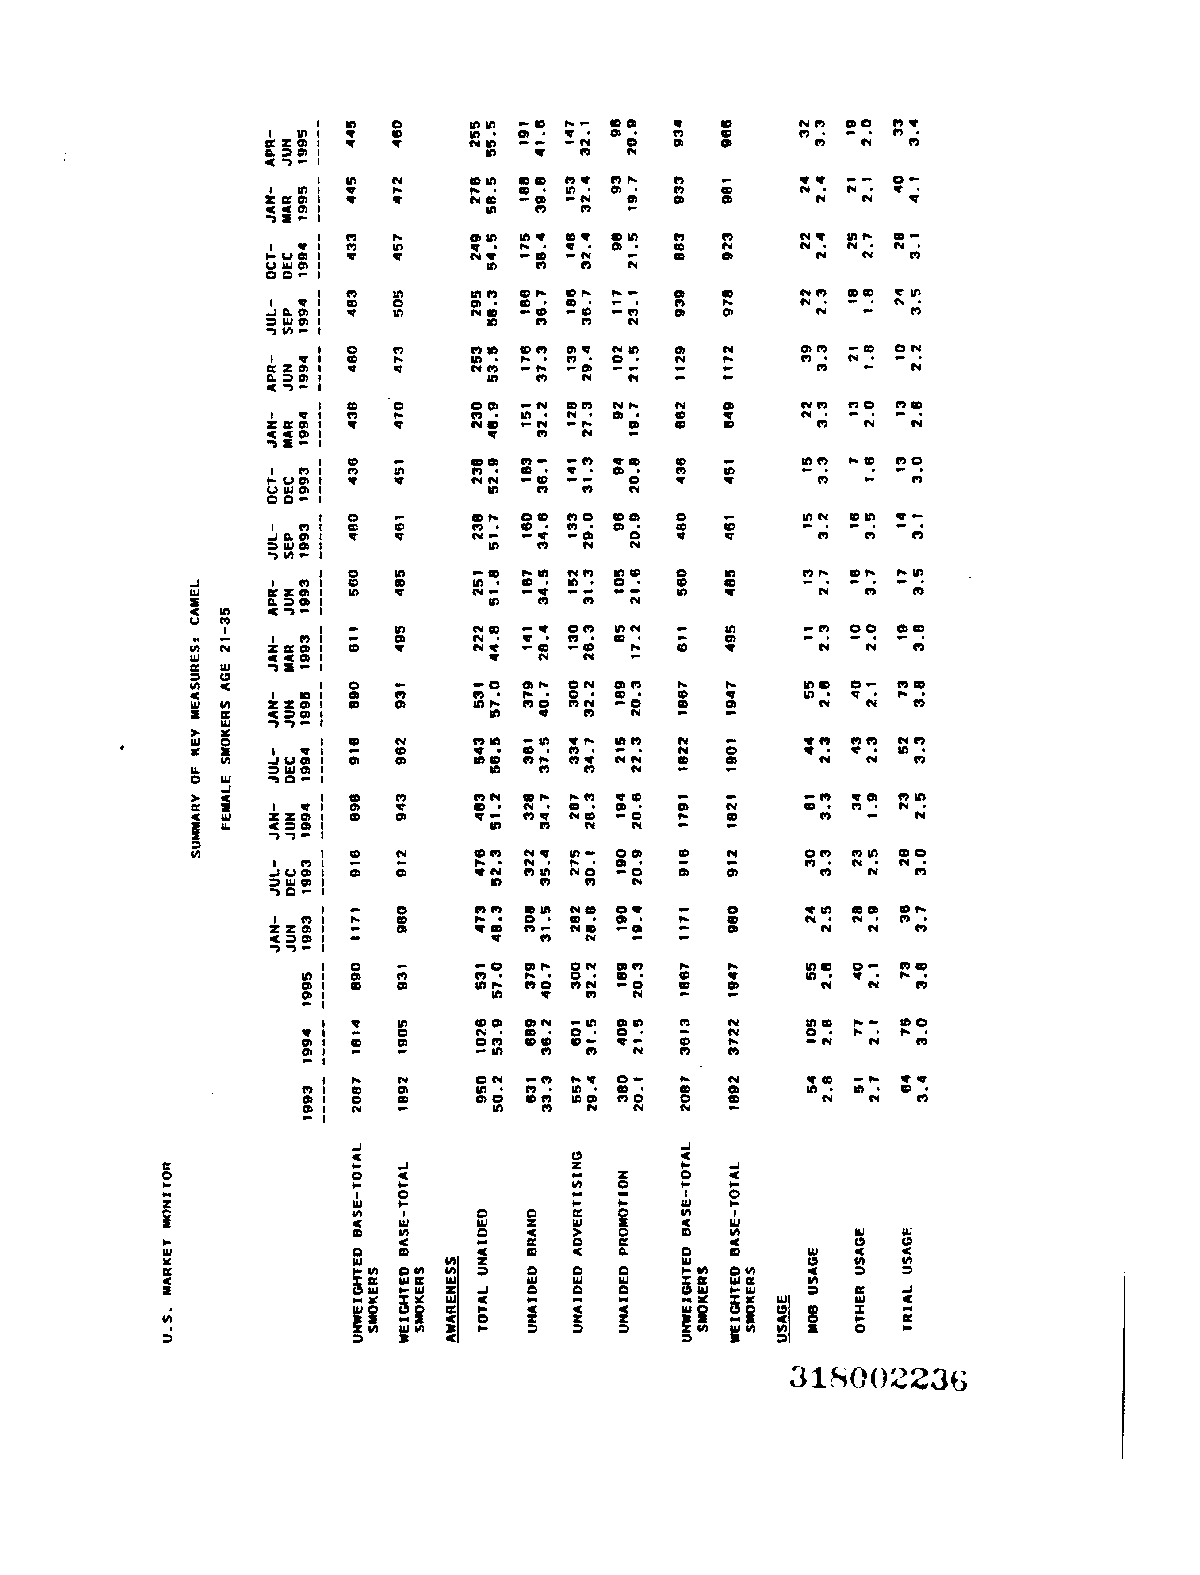 U.S. MARKET MONITOR
SUMMARY OF KEY MEASURES: CAMEL
FEMALE SMOKERS AGE 21-35
JAN- JUL- JAN- JUL- JAN- JAN- APR- JUL- OCT- JAN- APR- JUL- OCT- JAN- APR-
JUN DEC JUN DEC JUN MAR JUN SEP DEC MAR JUN SEP DEC MAR JUN
1993 1994 1995 1993 1993 1994 1994 1995 1993 1993 1993 1993 1994 1994 1994 1994 1995 1995
UNWEIGHTED BASE-TOTAL 2087 1814 890 1171 916 898 916 890 611 560 480 436 438 460 483 433 445 445
SMOKERS
WEIGHTED BASE-TOTAL 1892 1905 931 980 912 943 962 931 495 485 461 451 470 473 505 457 472 460
SMOKERS
AWARENESS
TOTAL UNAIDED 950 1026 531 473 476 483 543 531 222 251 238 238 230 253 295 249 276 255
50.2 53.9 57.0 48.3 52.3 51.2 56.5 57.0 44.8 51.8 51.7 52.9 48.9 53.5 58.3 54.5 58.5 55.5
UNAIDED BRAND 631 689 379 308 322 328 361 379 141 167 160 163 151 176 186 175 188 191
33.3 36.2 40.7 31.5 35.4 34.7 37.5 40.7 28.4 34.5 34.6 36.1 32.2 37.3 36.7 38.4 39.8 41.6
UNAIDED ADVERTISING 557 601 300 282 275 267 334 300 130 152 133 141 128 139 186 148 153 147
29.4 31.5 32.2 28.8 30.1 28.3 34.7 32.2 26.3 31.3 29.0 31.3 27.3 29.4 36.7 32.4 32.4 32.1
UNAIDED PROMOTION 380 409 189 190 190 194 215 189 85 105 96 94 92 102 117 98 93 96
20.1 21.5 20.3 19.4 20.9 20.6 22.3 20.3 17.2 21.6 20.9 20.8 19.7 21.5 23.1 21.5 19.7 20.9
UNWEIGHTED BASE-TOTAL 2087 3613 1867 1171 916 1791 1822 1867 611 560 480 436 662 1129 939 883 933 934
SMOKERS
WEIGHTED BASE-TOTAL 1892 3722 1947 980 912 1821 1901 1947 495 485 461 451 649 1172 978 923 981 966
SMOKERS
USAGE
MOB USAGE 54 105 55 24 30 61 44 55 11 13 15 15 22 39 22 22 24 32
2.8 2.8 2.8 2.5 3.3 3.3 2.3 2.8 2.3 2.7 3.2 3.3 3.3 3.3 2.3 2.4 2.4 3.3
OTHER USAGE 51 77 40 28 23 34 43 40 10 18 16 7 13 21 18 25 21 19
2.7 2.1 2.1 2.9 2.5 1.9 2.3 2.1 2.0 3.7 3.5 1.6 2.0 1.8 1.8 2.7 2.1 2.0
TRIAL USAGE 64 75 73 36 28 23 52 73 19 17 14 13 13 10 24 28 40 33
3.4 3.0 3.8 3.7 3.0 2.5 3.3 3.8 3.8 3.5 3.1 3.0 2.8 2.2 3.5 3.1 4.1 3.4
318002236